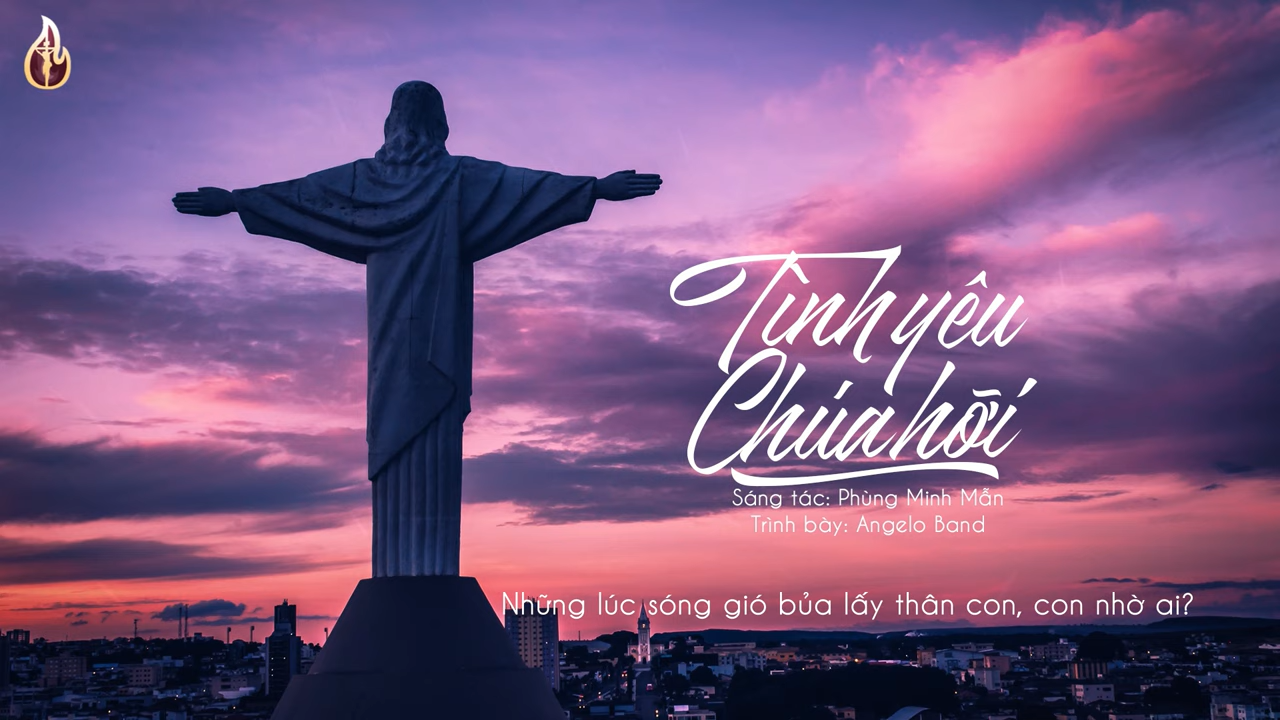 Tình yêu
Chúa hỡi
Sáng tác: Phùng Minh Mẫn
Trình bày: Angelo Band
Những lúc sóng gió bủa lấy thân con, con nhờ ai?